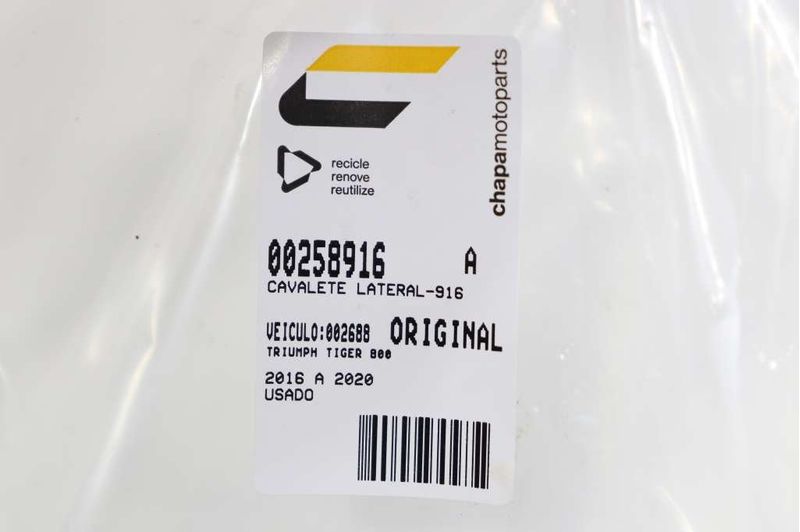 chapamotoparts
recicle
renove
reutilize
00258916 A
CAVALETE LATERAL-916
VEICULO:002688 ORIGINAL
TRIUMPH TIGER 800
2016 A 2020
USADO